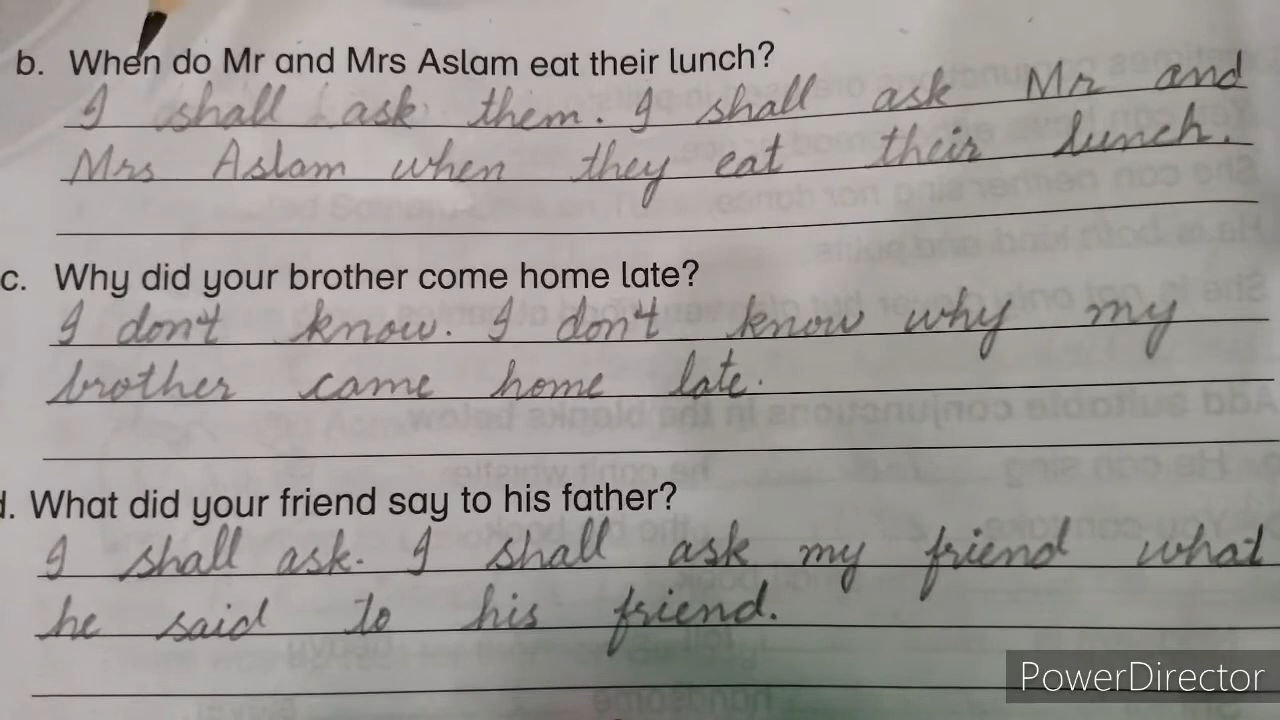 b. When do Mr and Mrs Aslam eat their lunch?
I shall ask them. I shall ask Mr and
Mrs Aslam when they eat their lunch.
c. Why did your brother come home late?
I don't know. I don't know why my
brother came home late.
d. What did your friend say to his father?
I shall ask. I shall ask my friend what
he said to his friend.
PowerDirector